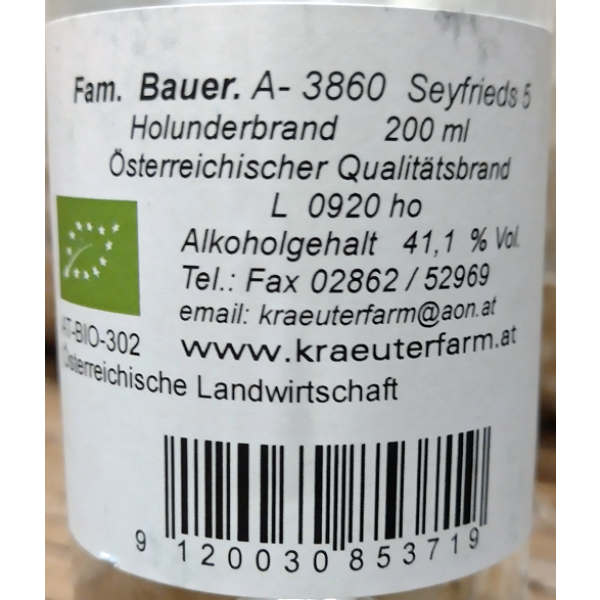 Fam. Bauer. A- 3860 Seyfrieds 5
Holunderbrand 200 ml
Österreichischer Qualitätsbrand
L 0920 ho
Alkoholgehalt 41,1 % Vol.
Tel.: Fax 02862 / 52969
email: kraeuterfarm@aon.at
www.kraeuterfarm.at
AT-BIO-302
Österreichische Landwirtschaft
9 120030 853719